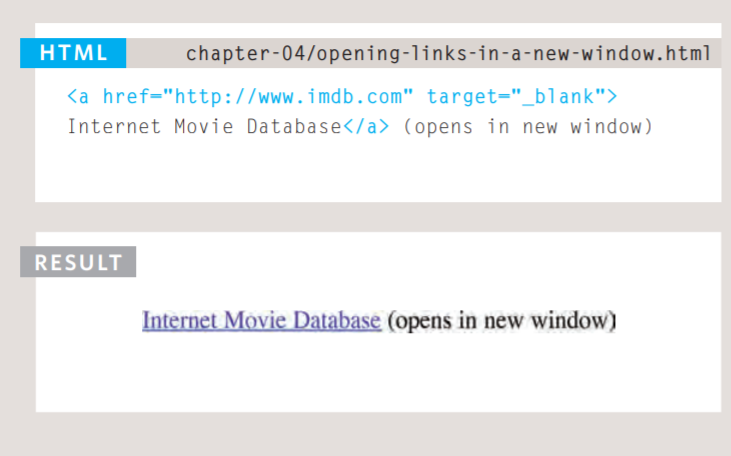 HTML chapter-04/opening-links-in-a-new-window.html
<a href="http://www.imdb.com" target="_blank">
Internet Movie Database</a> (opens in new window)
RESULT
Internet Movie Database (opens in new window)